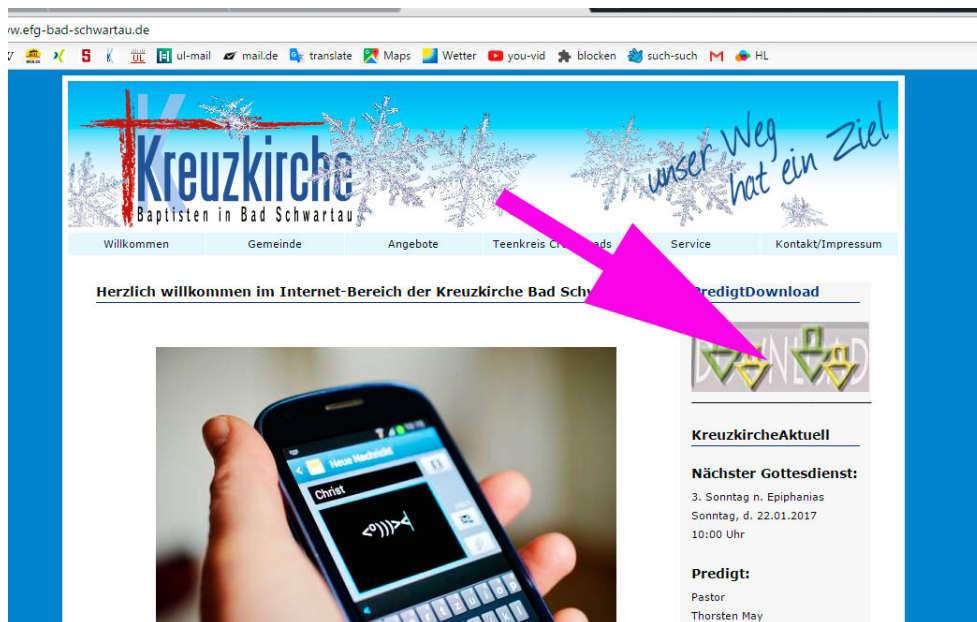 w.efg-bad-schwartau.de
ul-mail mail.de translate Maps Wetter you-vid blocken such-such HL
Kreuzkirche
Baptisten in Bad Schwartau
unser Weg
hat ein Ziel
Willkommen Gemeinde Angebote Teenkreis Service Kontakt/Impressum
Herzlich willkommen im Internet-Bereich der Kreuzkirche Bad
PredigtDownload
DOWNLOAD
Neue Nachricht
Christ
<o)))><
KreuzkircheAktuell
Nächster Gottesdienst:
3. Sonntag n. Epiphanias
Sonntag, d. 22.01.2017
10:00 Uhr
Predigt:
Pastor
Thorsten May